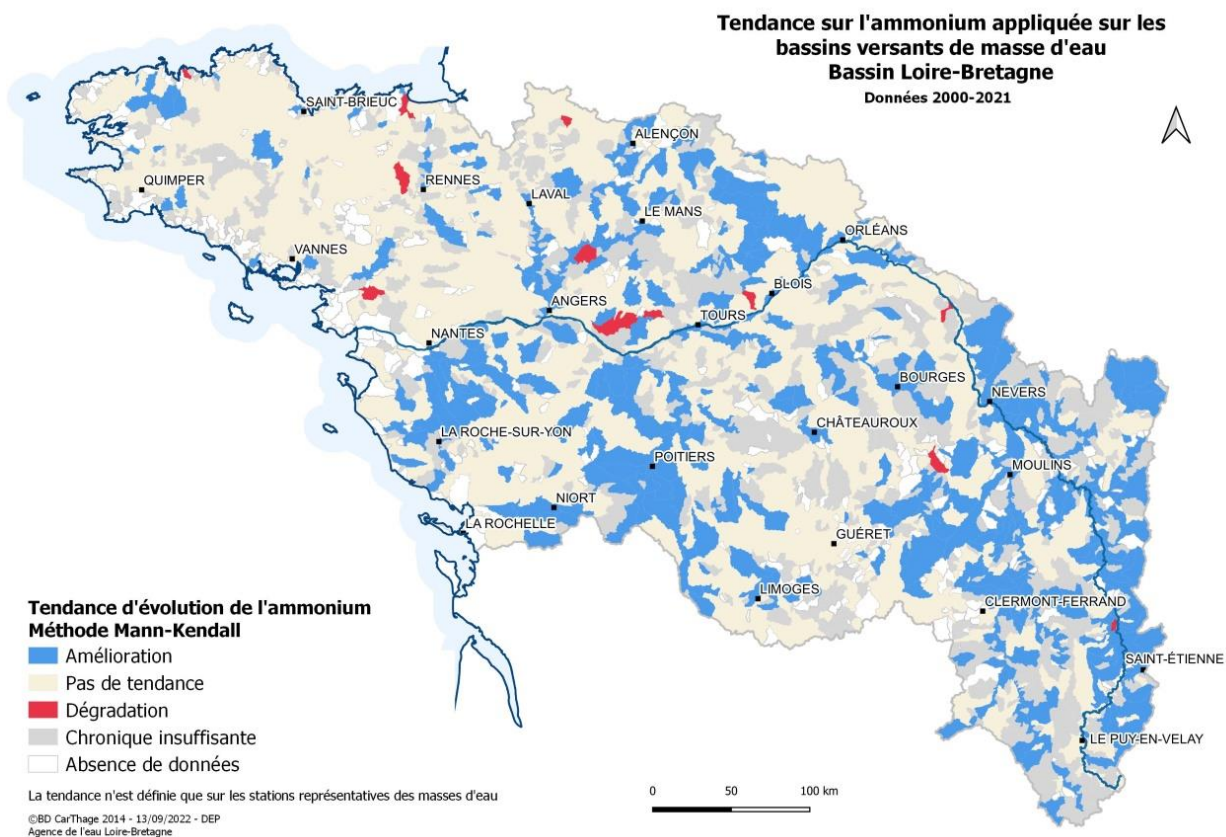 Tendance sur l'ammonium appliquée sur les
bassins versants de masse d'eau
Bassin Loire-Bretagne
Données 2000-2021
SAINT-BRIEUC
ALENÇON
QUIMPER
RENNES
LAVAL
LE MANS
ORLÉANS
VANNES
BLOIS
ANGERS
TOURS
NANTES
BOURGES
NEVERS
CHÂTEAUROUX
LA ROCHE-SUR-YON
POITIERS
MOULINS
NIORT
LA ROCHELLE
GUÉRET
LIMOGES
CLERMONT-FERRAND
SAINT-ÉTIENNE
LE PUY-EN-VELAY
Tendance d'évolution de l'ammonium
Méthode Mann-Kendall
Amélioration
Pas de tendance
Dégradation
Chronique insuffisante
Absence de données
La tendance n'est définie que sur les stations représentatives des masses d'eau
©BD CarThage 2014 - 13/09/2022 - DEP
Agence de l'eau Loire-Bretagne
0 50 100 km